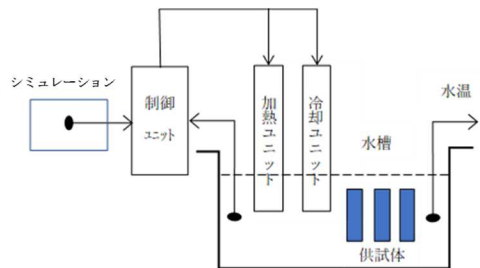 シミュレーション
制御
ユニット
加熱ユニット
冷却ユニット
水槽
水温
供試体